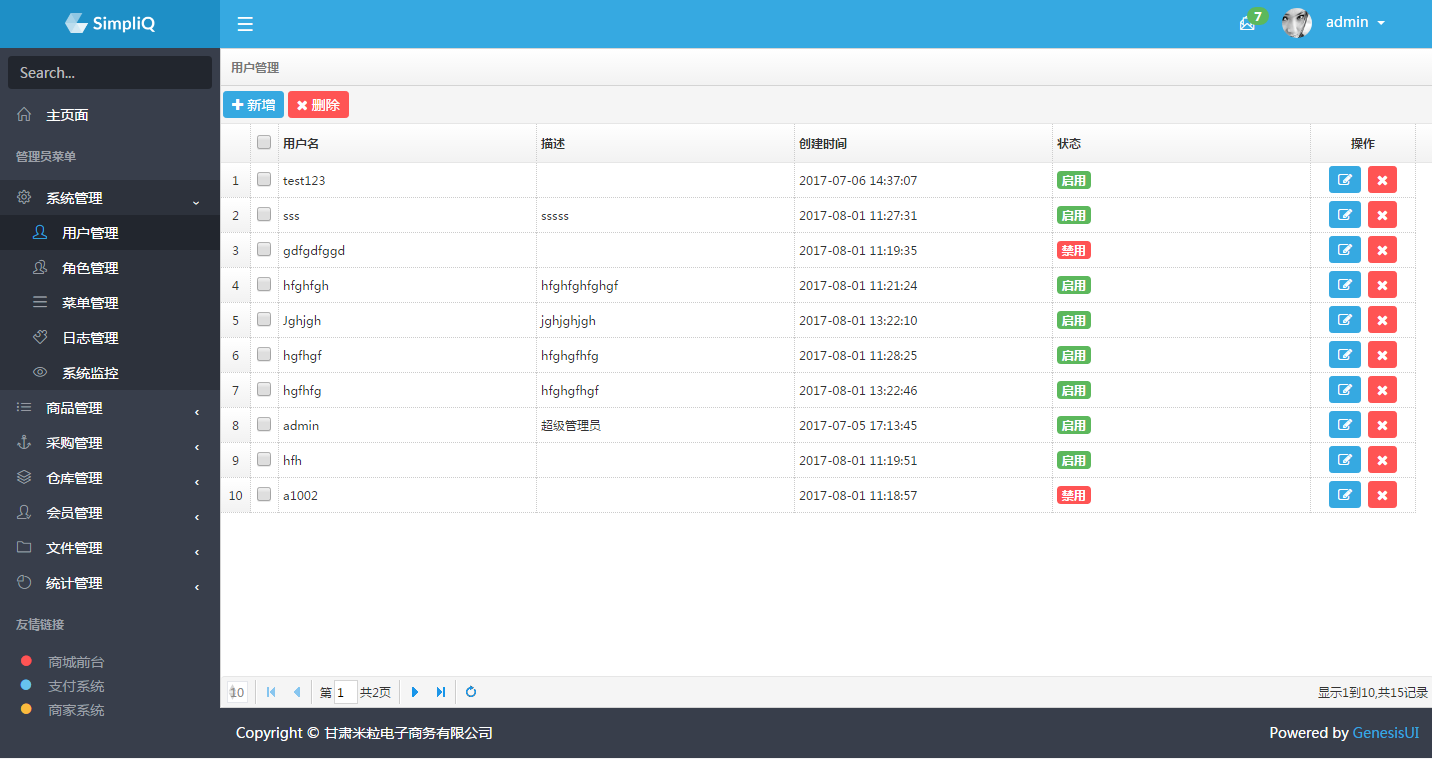 SimpliQ
7
admin
Search...
主页面
管理员菜单
系统管理
用户管理
角色管理
菜单管理
日志管理
系统监控
商品管理
采购管理
仓库管理
会员管理
文件管理
统计管理
友情链接
商城前台
支付系统
商家系统
用户管理
新增 删除
用户名 描述 创建时间 状态 操作
1 test123 2017-07-06 14:37:07 启用
2 sss sssss 2017-08-01 11:27:31 启用
3 gdfgdfggd 2017-08-01 11:19:35 禁用
4 hfghfgh hfghfghfghgf 2017-08-01 11:21:24 启用
5 Jghjgh jghjghjgh 2017-08-01 13:22:10 启用
6 hgfhgf hfghgfhfg 2017-08-01 11:28:25 启用
7 hgfhfg hfghgfhgf 2017-08-01 13:22:46 启用
8 admin 超级管理员 2017-07-05 17:13:45 启用
9 hfh 2017-08-01 11:19:51 启用
10 a1002 2017-08-01 11:18:57 禁用
10 第 1 共2页 显示1到10,共15记录
Copyright © 甘肃米粒电子商务有限公司 Powered by GenesisUI